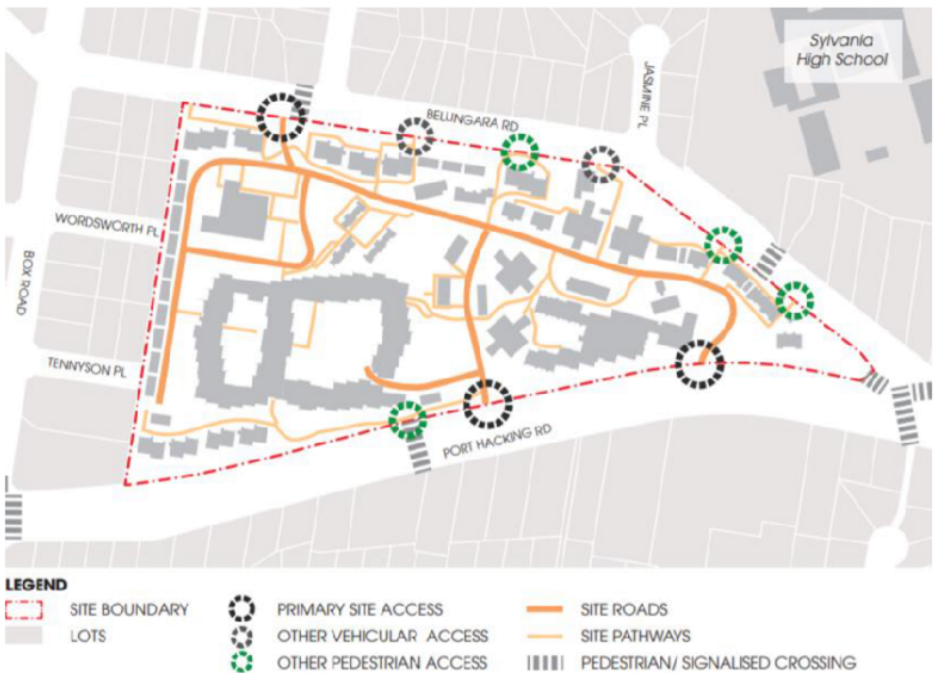 Sylvania
High School
JASMINE PL
BELLINGARA RD
WORDSWORTH PL
BOX ROAD
TENNYSON PL
PORT HACKING RD
LEGEND
SITE BOUNDARY
LOTS
PRIMARY SITE ACCESS
OTHER VEHICULAR ACCESS
OTHER PEDESTRIAN ACCESS
SITE ROADS
SITE PATHWAYS
PEDESTRIAN/ SIGNALISED CROSSING